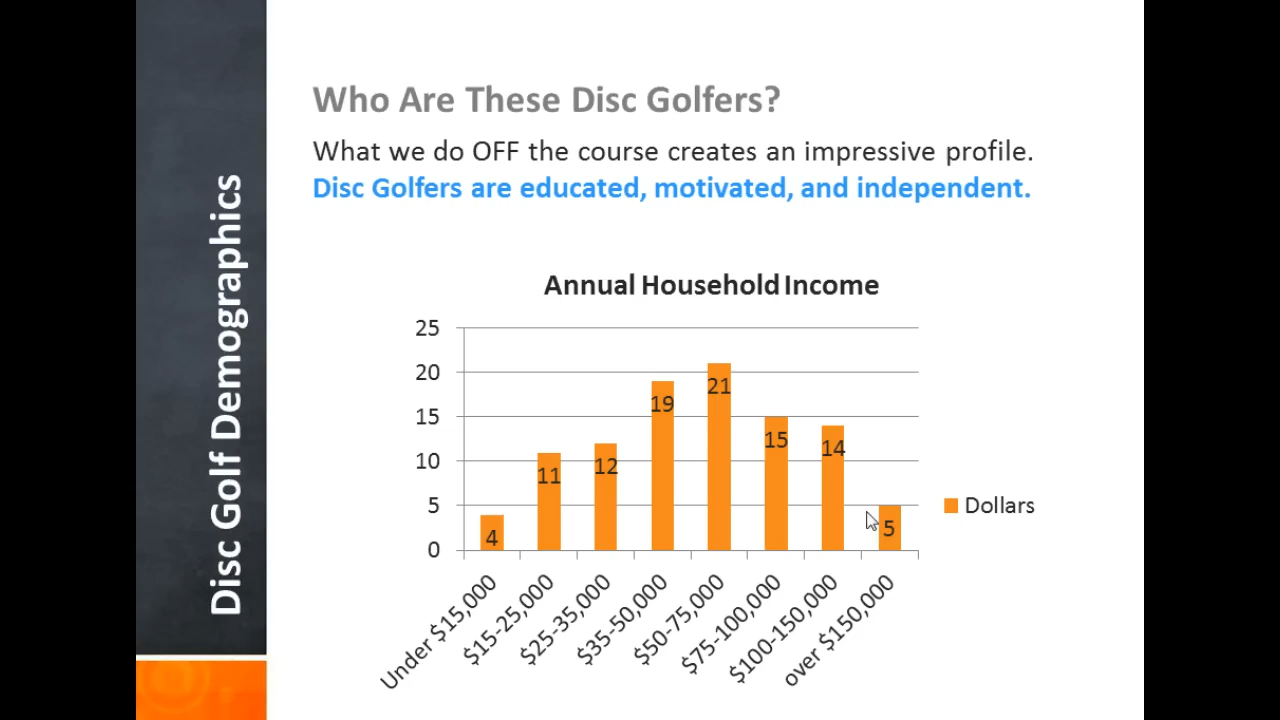 Disc Golf Demographics
Who Are These Disc Golfers?
What we do OFF the course creates an impressive profile.
Disc Golfers are educated, motivated, and independent.
Annual Household Income
25
20
15
10
5
0
4
11
12
19
21
15
14
5
Dollars
Under $15,000
$15-25,000
$25-35,000
$35-50,000
$50-75,000
$75-100,000
$100-150,000
over $150,000